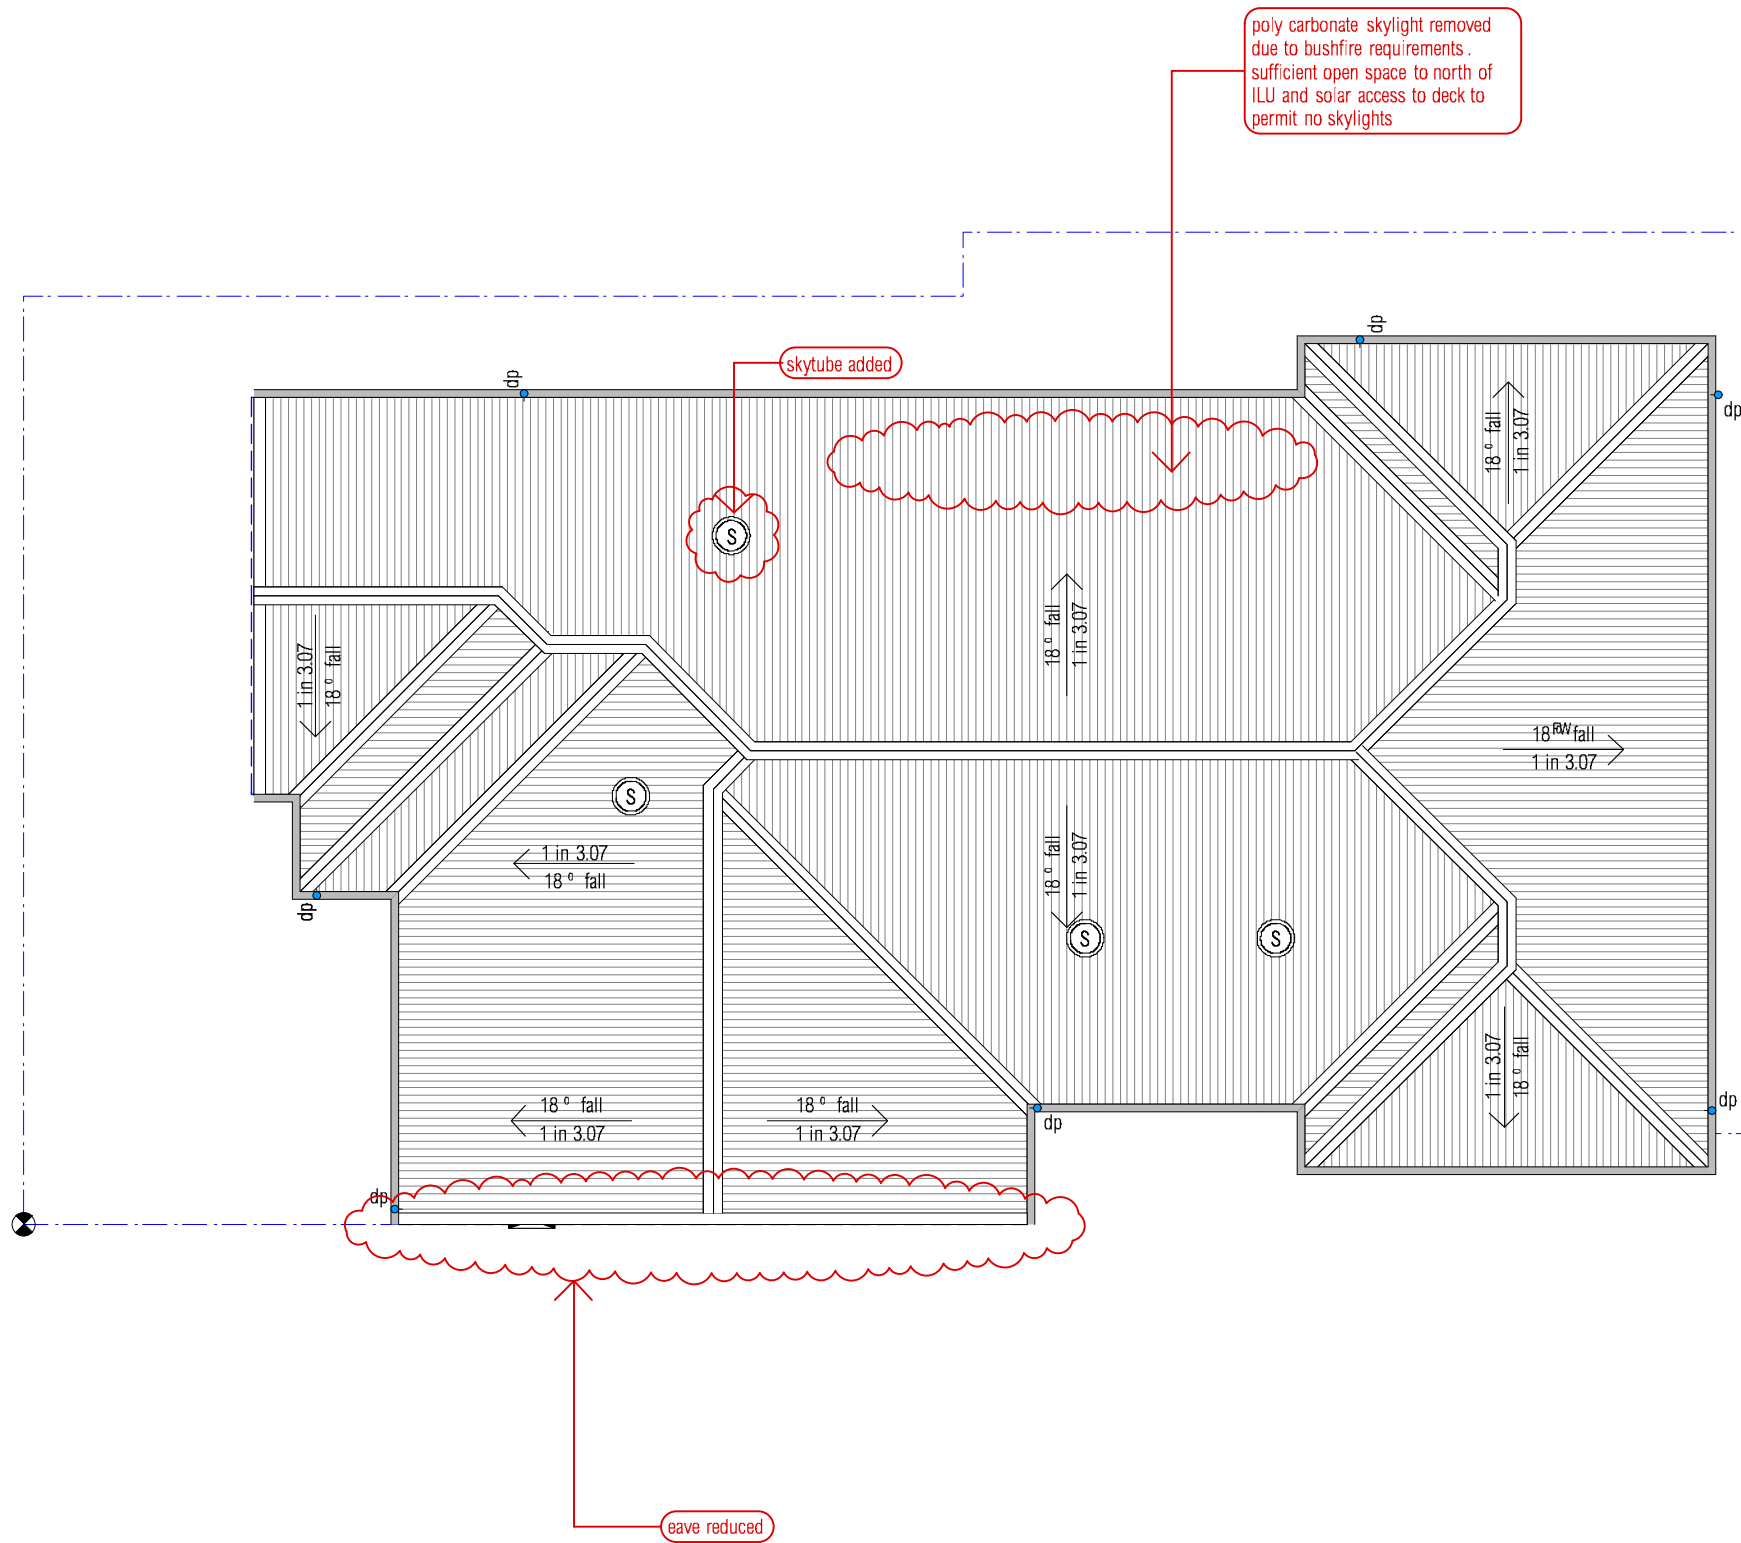 poly carbonate skylight removed
due to bushfire requirements.
sufficient open space to north of
ILU and solar access to deck to
permit no skylights
dp
skytube added
dp
dp
18° fall
1 in 3.07
S
18° fall
1 in 3.07
1 in 3.07
18° fall
18° fall
1 in 3.07
S
1 in 3.07
18° fall
18° fall
1 in 3.07
dp
S
S
1 in 3.07
18° fall
18° fall
1 in 3.07
18° fall
1 in 3.07
dp
dp
dp
eave reduced